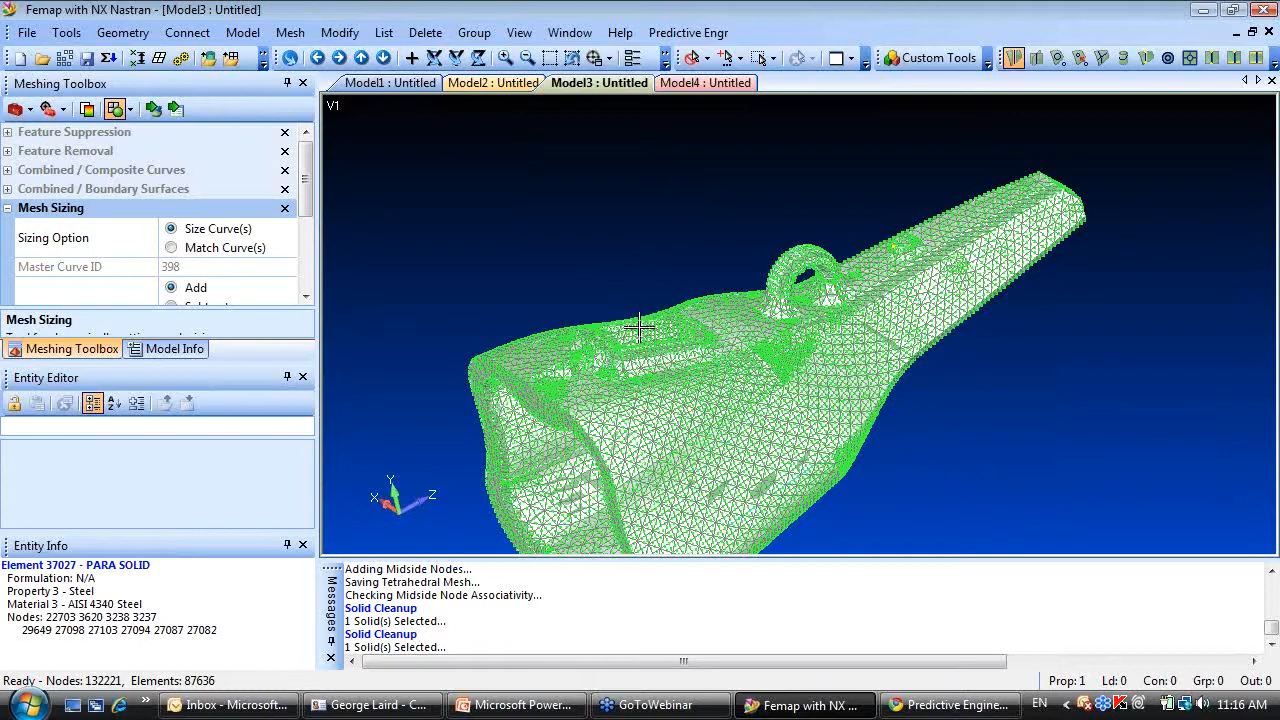 Femap with NX Nastran - [Model3 : Untitled]
File Tools Geometry Connect Model Mesh Modify List Delete Group View Window Help Predictive Engr
Custom Tools
Meshing Toolbox
Model1 : Untitled Model2 : Untitled Model3 : Untitled Model4 : Untitled
V1
Feature Suppression
Feature Removal
Combined / Composite Curves
Combined / Boundary Surfaces
Mesh Sizing
Sizing Option
Size Curve(s)
Match Curve(s)
Master Curve ID 398
Add
Mesh Sizing
Meshing Toolbox Model Info
Entity Editor
Y
X
Z
Entity Info
Element 37027 - PARA SOLID
Formulation: N/A
Property 3 - Steel
Material 3 - AISI 4340 Steel
Nodes: 22703 3620 3238 3237
29649 27098 27103 27094 27087 27082
Messages
Adding Midside Nodes...
Saving Tetrahedral Mesh...
Checking Midside Node Associativity...
Solid Cleanup
1 Solid(s) Selected...
Solid Cleanup
1 Solid(s) Selected...
Ready - Nodes: 132221, Elements: 87636
Prop: 1 Ld: 0 Con: 0 Grp: 0 Out: 0
Inbox - Microsoft... George Laird - C... Microsoft Power... GoToWebinar Femap with NX ... Predictive Engine... EN 11:16 AM